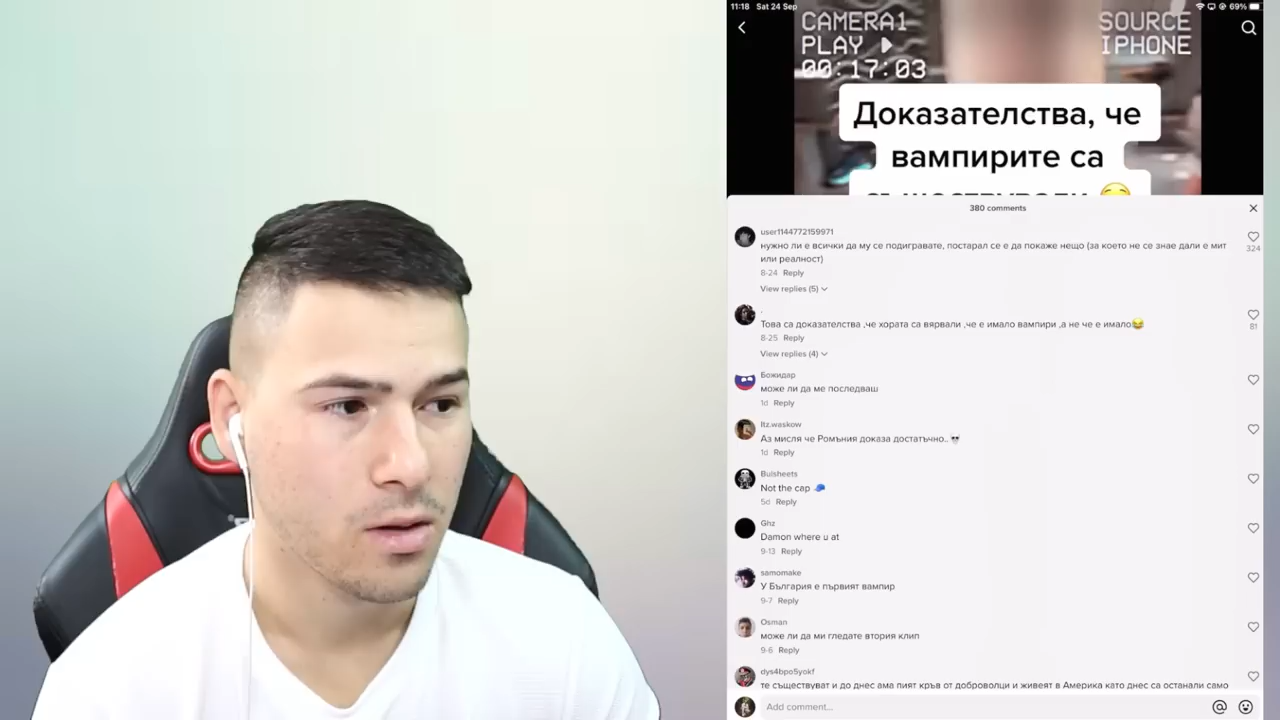 11:18 Sat 24 Sep
69%
CAMERA1
PLAY
00:17:03
SOURCE
IPHONE
Доказателства, че
вампирите са
380 comments
user1144772159971
нужно ли е всички да му се подигравате, постарал се е да покаже нещо (за което не се знае дали е мит
или реалност)
324
8-24 Reply
View replies (5)
.
Това са доказателства ,че хората са вярвали ,че е имало вампири ,а не че е имало😂
81
8-25 Reply
View replies (4)
Божидар
може ли да ме последваш
1d Reply
Itz.waskow
Аз мисля че Ромъния доказа достатъчно..💀
1d Reply
Bulsheets
Not the cap 🧢
5d Reply
Ghz
Damon where u at
9-13 Reply
samomake
У България е първият вампир
9-7 Reply
Osman
може ли да ми гледате втория клип
9-6 Reply
dys4bpo5yokf
те съществуват и до днес ама пият кръв от доброволци и живеят в Америка като днес са останали само
Add comment...